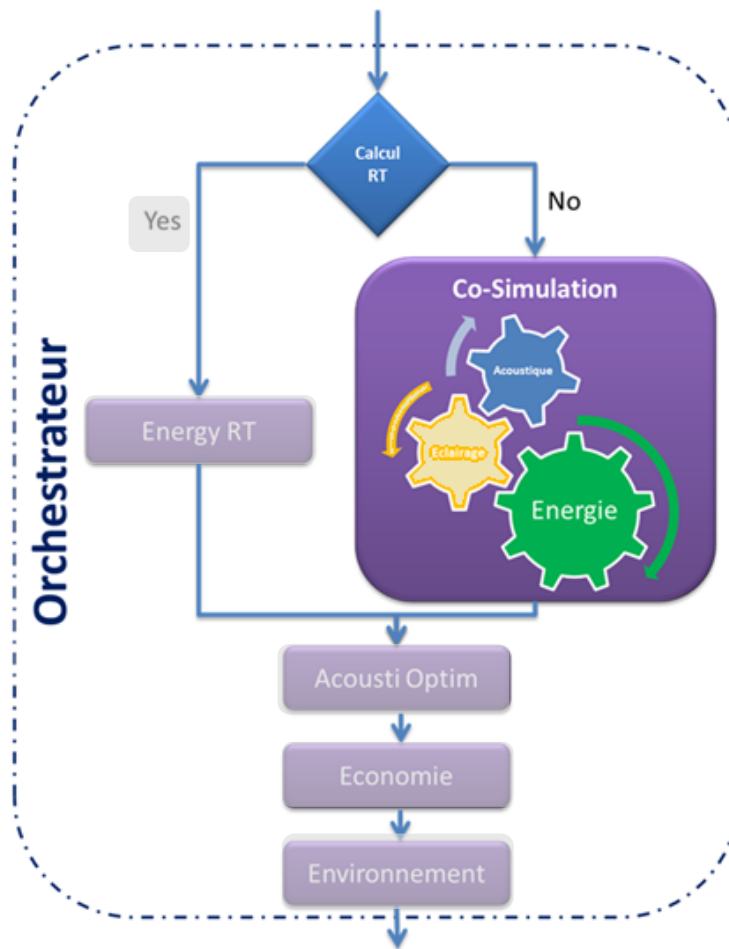 Calcul
RT
Yes
No
Co-Simulation
Acoustique
Eclairage
Energie
Energy RT
Orchestrateur
Acousti Optim
Economie
Environnement